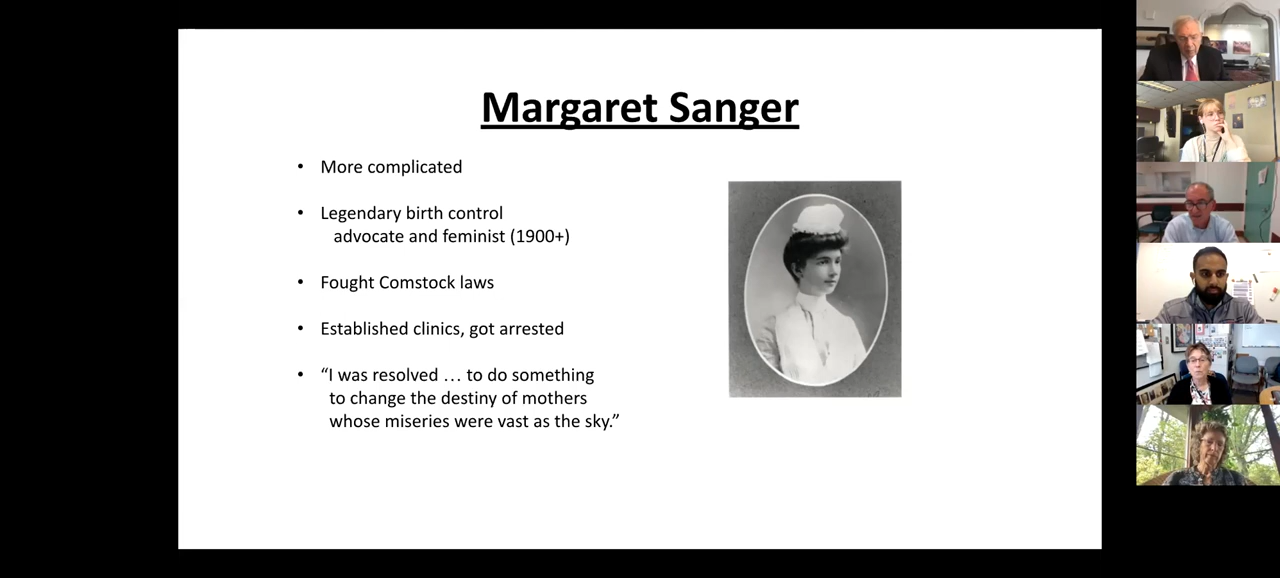 Margaret Sanger
• More complicated
• Legendary birth control
advocate and feminist (1900+)
• Fought Comstock laws
• Established clinics, got arrested
• “I was resolved … to do something
to change the destiny of mothers
whose miseries were vast as the sky.”